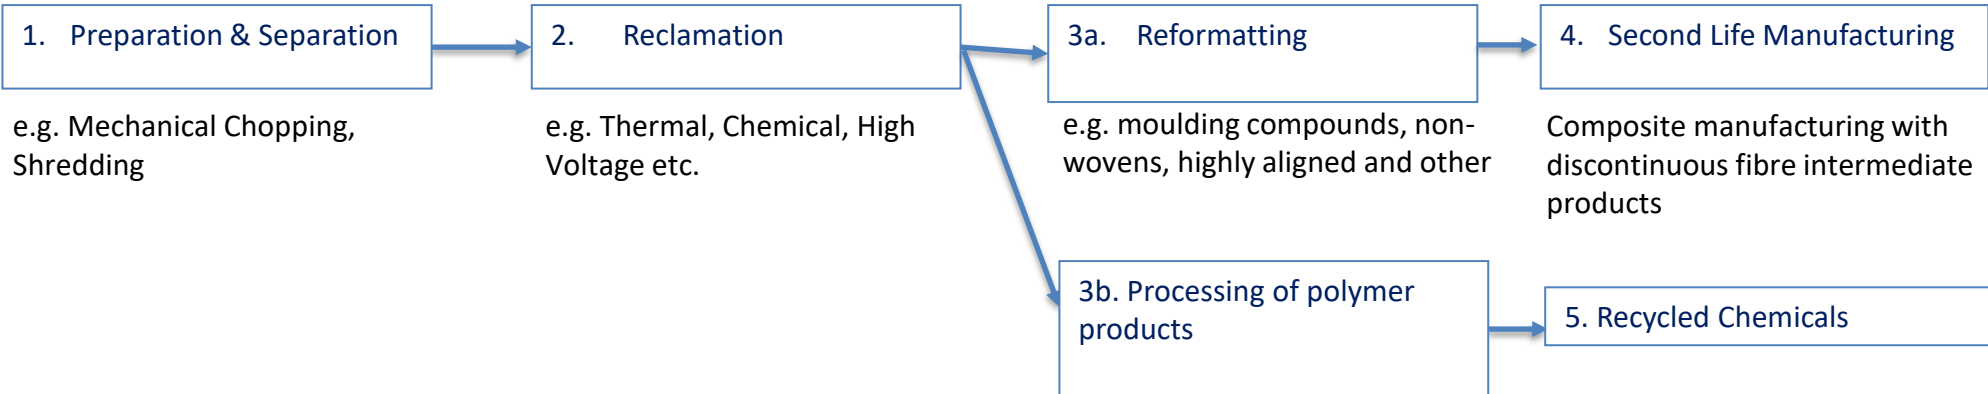 1. Preparation & Separation
e.g. Mechanical Chopping,
Shredding
2. Reclamation
e.g. Thermal, Chemical, High
Voltage etc.
3a. Reformatting
e.g. moulding compounds, non-
wovens, highly aligned and other
4. Second Life Manufacturing
Composite manufacturing with
discontinuous fibre intermediate
products
3b. Processing of polymer
products
5. Recycled Chemicals